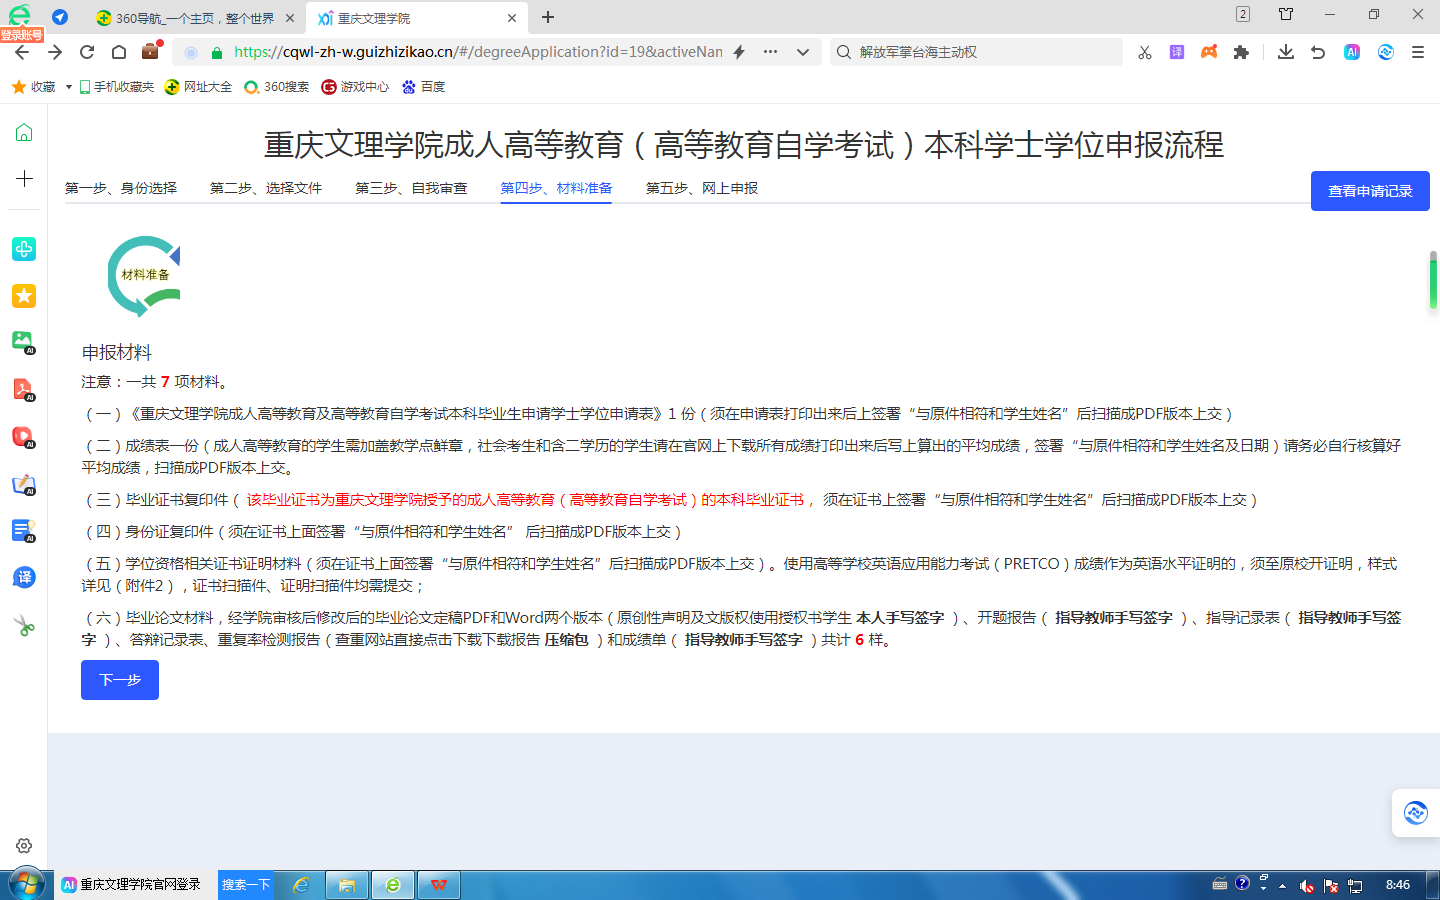 登录账号
360导航_一个主页，整个世界
重庆文理学院
2
https://cqwl-zh-w.guizhizikao.cn/#/degreeApplication?id=19&activeNan
解放军掌台海主动权
收藏
手机收藏夹
网址大全
360搜索
游戏中心
百度
重庆文理学院成人高等教育（高等教育自学考试）本科学士学位申报流程
第一步、身份选择
第二步、选择文件
第三步、自我审查
第四步、材料准备
第五步、网上申报
查看申请记录
材料准备
申报材料
注意：一共 7 项材料。
（一）《重庆文理学院成人高等教育及高等教育自学考试本科毕业生申请学士学位申请表》1 份（须在申请表打印出来后上签署“与原件相符和学生姓名”后扫描成PDF版本上交）
（二）成绩表一份（成人高等教育的学生需加盖教学点鲜章，社会考生和含二学历的学生请在官网上下载所有成绩打印出来后写上算出的平均成绩，签署“与原件相符和学生姓名及日期）请务必自行核算好
平均成绩，扫描成PDF版本上交。
（三）毕业证书复印件（ 该毕业证书为重庆文理学院授予的成人高等教育（高等教育自学考试）的本科毕业证书， 须在证书上签署“与原件相符和学生姓名”后扫描成PDF版本上交）
（四）身份证复印件（须在证书上面签署“与原件相符和学生姓名” 后扫描成PDF版本上交）
（五）学位资格相关证书证明材料（须在证书上面签署“与原件相符和学生姓名”后扫描成PDF版本上交）。使用高等学校英语应用能力考试（PRETCO）成绩作为英语水平证明的，须至原校开证明，样式
详见（附件2），证书扫描件、证明扫描件均需提交；
（六）毕业论文材料，经学院审核后修改后的毕业论文定稿PDF和Word两个版本（原创性声明及文版权使用授权书学生 本人手写签字 ）、开题报告（ 指导教师手写签字 ）、指导记录表（ 指导教师手写签
字 ）、答辩记录表、重复率检测报告（查重网站直接点击下载下载报告 压缩包 ）和成绩单（ 指导教师手写签字 ）共计 6 样。
下一步
AI
AI
AI
AI
AI
译
译
AI
AI 重庆文理学院官网登录
搜索一下
8:46